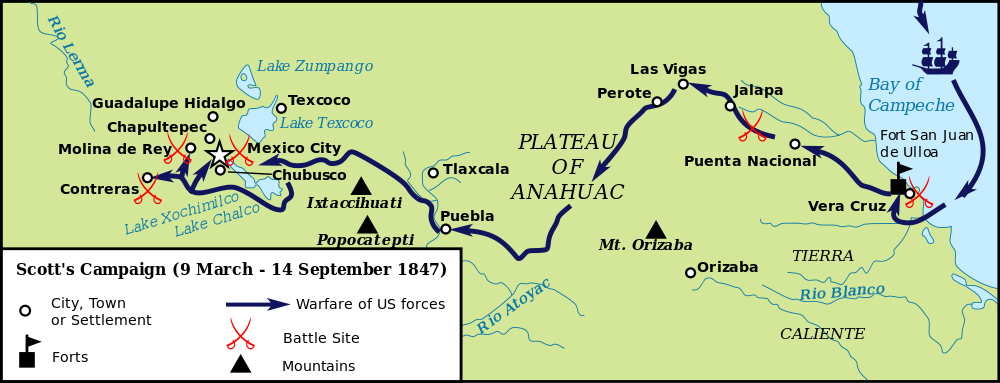 Rio Lerma
Lake Zumpango
Guadalupe Hidalgo
Texcoco
Chapultepec
Lake Texcoco
Molina de Rey
Mexico City
Contreras
Chubusco
Lake Xochimilco
Lake Chalco
Ixtaccihuati
Popocatepti
Tlaxcala
Puebla
Rio Atoyac
PLATEAU
OF
ANAHUAC
Las Vigas
Perote
Jalapa
Puenta Nacional
Bay of
Campeche
Fort San Juan
de Ulloa
Vera Cruz
Mt. Orizaba
Orizaba
TIERRA
Rio Blanco
CALIENTE
Scott's Campaign (9 March - 14 September 1847)
City, Town
or Settlement
Forts
Warfare of US forces
Battle Site
Mountains